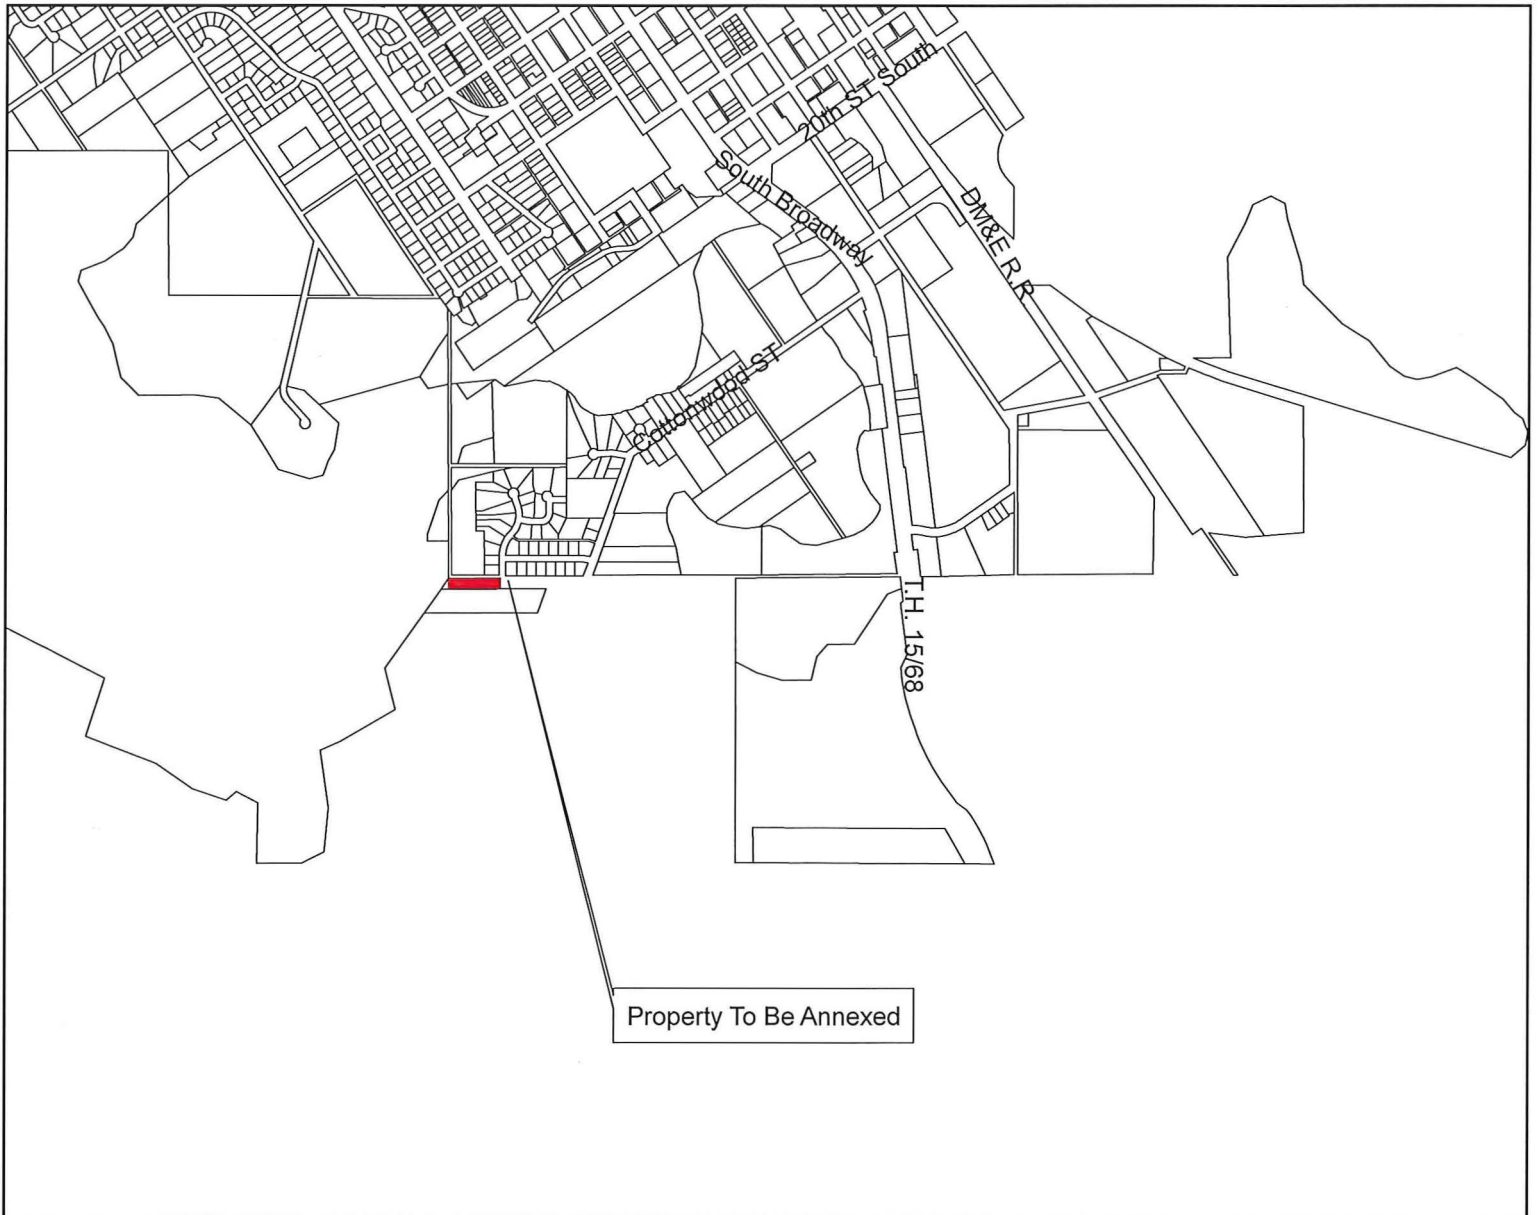 20th ST South
South Broadway
DM&E R.R
Cottonwood ST
T.H. 15/68
Property To Be Annexed